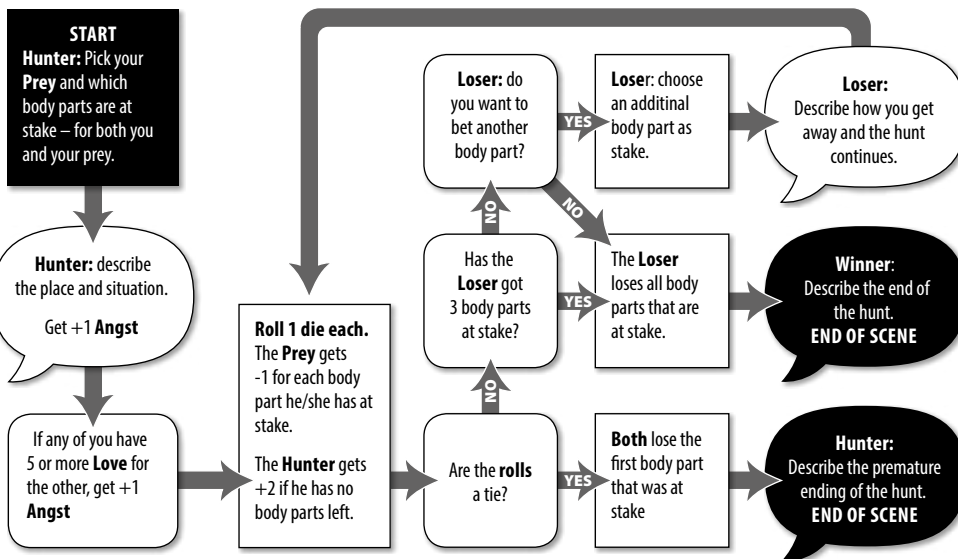 START
Hunter: Pick your
Prey and which
body parts are at
stake – for both you
and your prey.
Hunter: describe
the place and situation.
Get +1 Angst
If any of you have
5 or more Love for
the other, get +1
Angst
Roll 1 die each.
The Prey gets
-1 for each body
part he/she has at
stake.
The Hunter gets
+2 if he has no
body parts left.
Are the rolls
a tie?
YES
Both lose the
first body part
that was at
stake
Hunter:
Describe the premature
ending of the hunt.
END OF SCENE
NO
Has the
Loser got
3 body parts
at stake?
YES
The Loser
loses all body
parts that are
at stake.
Winner:
Describe the end of
the hunt.
END OF SCENE
NO
Loser: do
you want to
bet another
body part?
NO
YES
Loser: choose
an additinal
body part as
stake.
Loser:
Describe how you get
away and the hunt
continues.